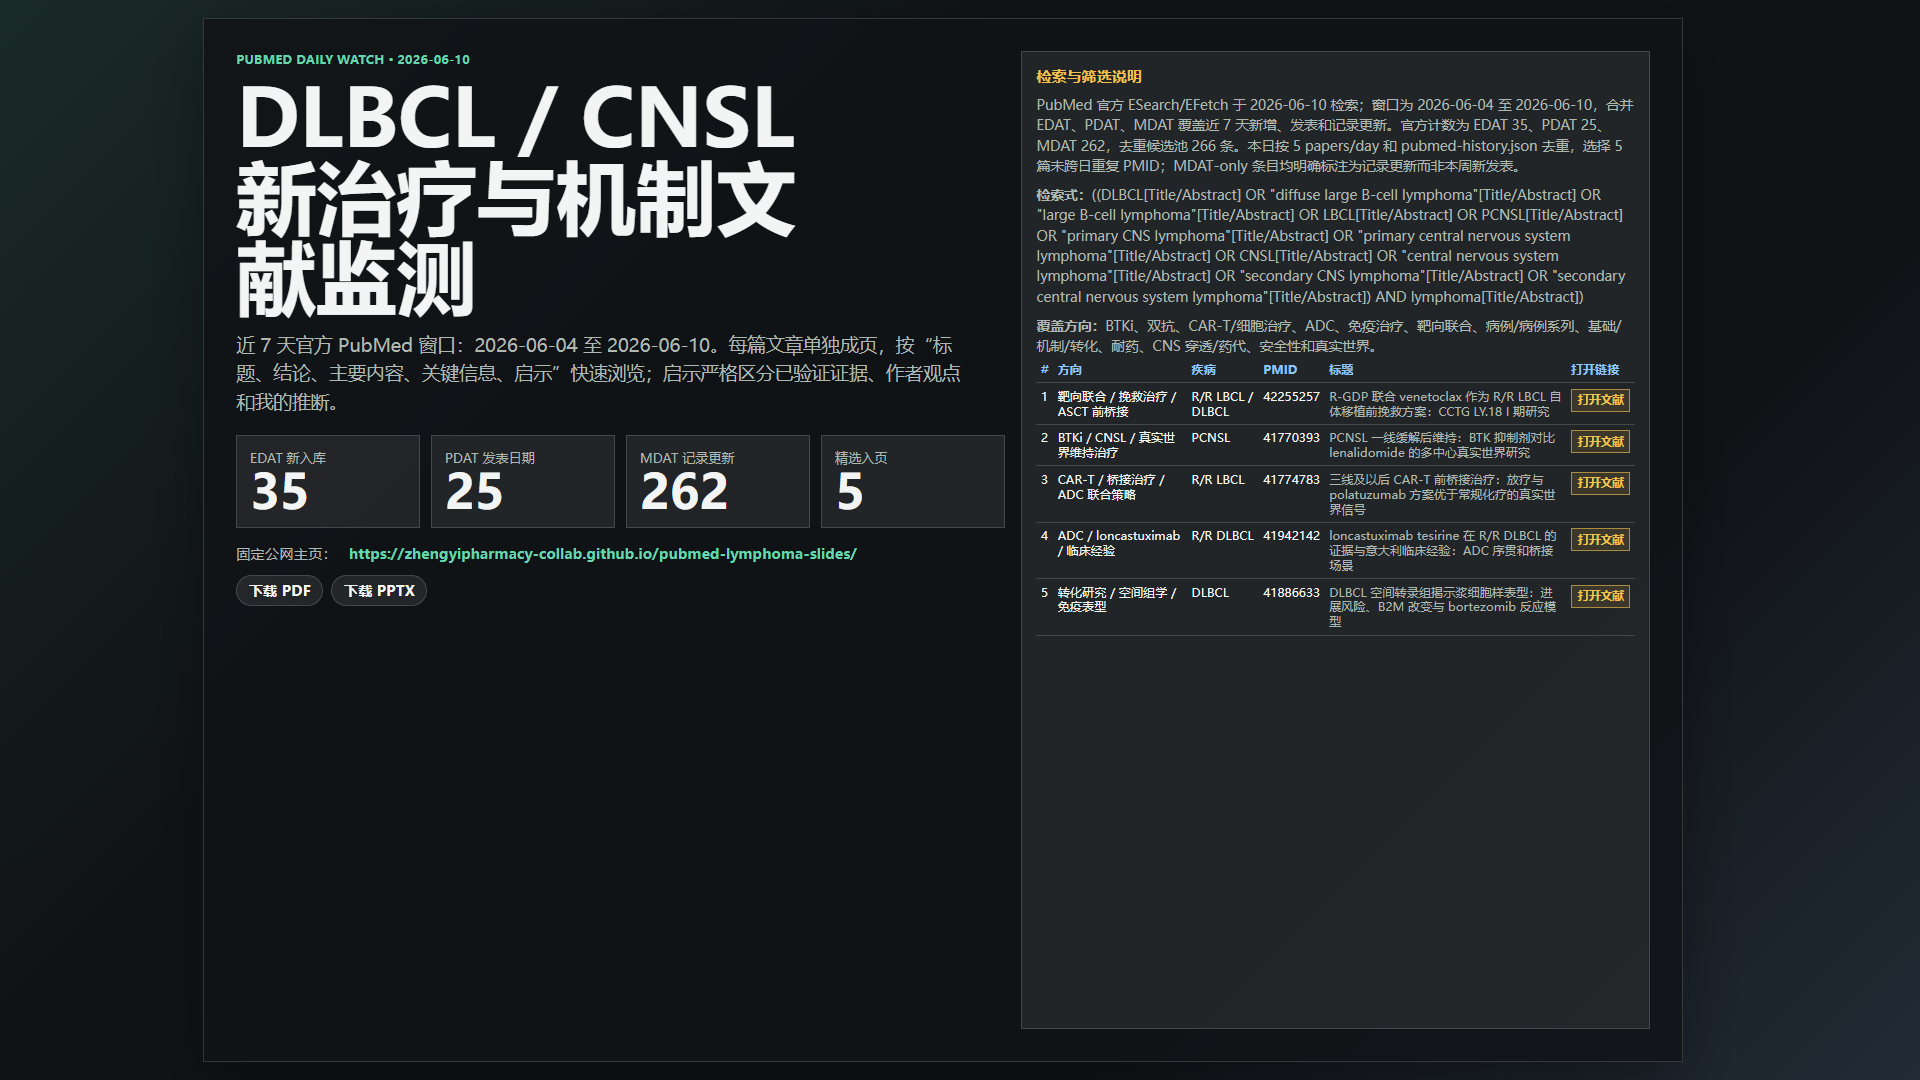 PUBMED DAILY WATCH • 2026-06-10
DLBCL / CNSL
新治疗与机制文
献监测
近 7 天官方 PubMed 窗口：2026-06-04 至 2026-06-10。每篇文章单独成页，按“标
题、结论、主要内容、关键信息、启示”快速浏览；启示严格区分已验证证据、作者观点
和我的推断。
EDAT 新入库
35
PDAT 发表日期
25
MDAT 记录更新
262
精选入页
5
固定公网主页： https://zhengyipharmacy-collab.github.io/pubmed-lymphoma-slides/
下载 PDF
下载 PPTX
检索与筛选说明
PubMed 官方 ESearch/EFetch 于 2026-06-10 检索；窗口为 2026-06-04 至 2026-06-10，合并
EDAT、PDAT、MDAT 覆盖近 7 天新增、发表和记录更新。官方计数为 EDAT 35、PDAT 25、
MDAT 262，去重候选池 266 条。本日按 5 papers/day 和 pubmed-history.json 去重，选择 5
篇未跨日重复 PMID；MDAT-only 条目均明确标注为记录更新而非本周新发表。
检索式：((DLBCL[Title/Abstract] OR "diffuse large B-cell lymphoma"[Title/Abstract] OR
"large B-cell lymphoma"[Title/Abstract] OR LBCL[Title/Abstract] OR PCNSL[Title/Abstract]
OR "primary CNS lymphoma"[Title/Abstract] OR "primary central nervous system
lymphoma"[Title/Abstract] OR CNSL[Title/Abstract] OR "central nervous system
lymphoma"[Title/Abstract] OR "secondary CNS lymphoma"[Title/Abstract] OR "secondary
central nervous system lymphoma"[Title/Abstract]) AND lymphoma[Title/Abstract])
覆盖方向：BTKi、双抗、CAR-T/细胞治疗、ADC、免疫治疗、靶向联合、病例/病例系列、基础/
机制/转化、耐药、CNS 穿透/药代、安全性和真实世界。
# 方向 疾病 PMID 标题 打开链接
1 靶向联合 / 挽救治疗 / R/R LBCL / 42255257 R-GDP 联合 venetoclax 作为 R/R LBCL 自 打开文献
ASCT 前桥接 DLBCL 体移植前挽救方案：CCTG LY.18 I 期研究
2 BTKi / CNSL / 真实世 PCNSL 41770393 PCNSL 一线缓解后维持：BTK 抑制剂对比 打开文献
界维持治疗 lenalidomide 的多中心真实世界研究
3 CAR-T / 桥接治疗 / R/R LBCL 41774783 三线及以后 CAR-T 前桥接治疗：放疗与 打开文献
ADC 联合策略 polatuzumab 方案优于常规化疗的真实世
界信号
4 ADC / loncastuximab R/R DLBCL 41942142 loncastuximab tesirine 在 R/R DLBCL 的 打开文献
/ 临床经验 证据与意大利临床经验：ADC 序贯和桥接
场景
5 转化研究 / 空间组学 / DLBCL 41886633 DLBCL 空间转录组揭示浆细胞样表型：进 打开文献
免疫表型 展风险、B2M 改变与 bortezomib 反应模
型